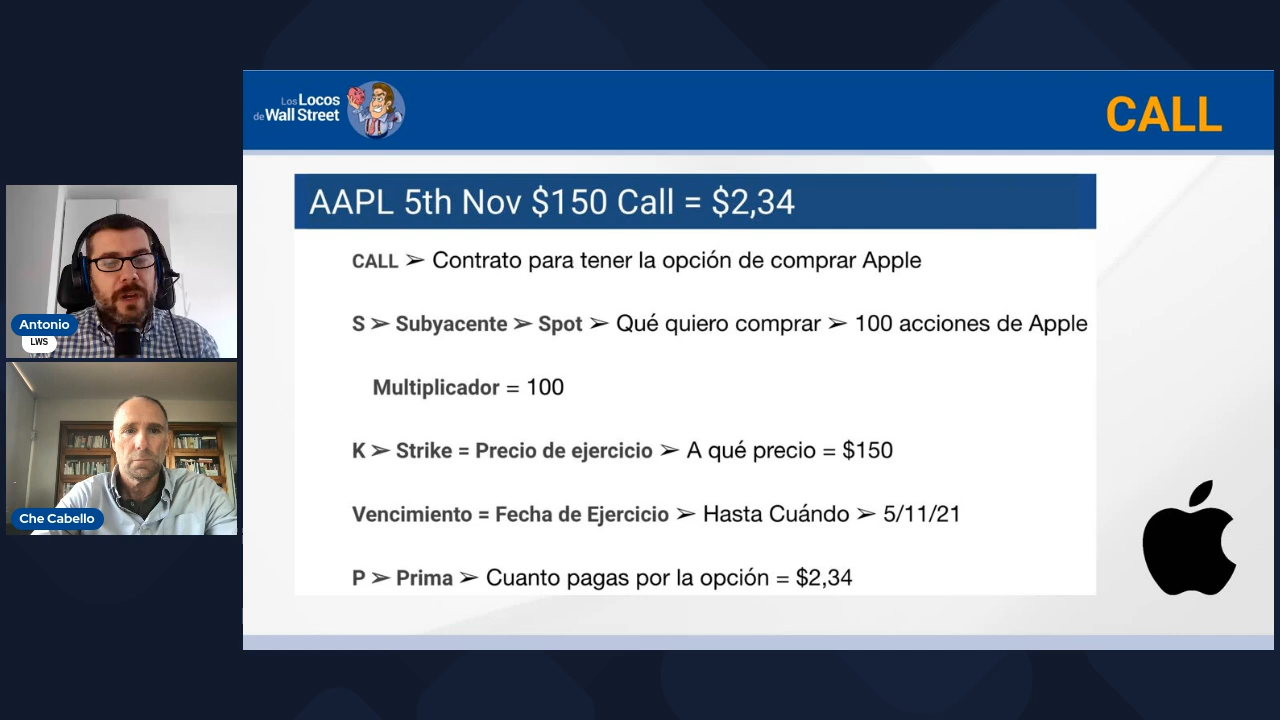 Los Locos
de Wall Street
CALL
AAPL 5th Nov $150 Call = $2,34
CALL ➢ Contrato para tener la opción de comprar Apple
S ➢ Subyacente ➢ Spot ➢ Qué quiero comprar ➢ 100 acciones de Apple
Multiplicador = 100
K ➢ Strike = Precio de ejercicio ➢ A qué precio = $150
Vencimiento = Fecha de Ejercicio ➢ Hasta Cuándo ➢ 5/11/21
P ➢ Prima ➢ Cuanto pagas por la opción = $2,34
Antonio
LWS
Che Cabello